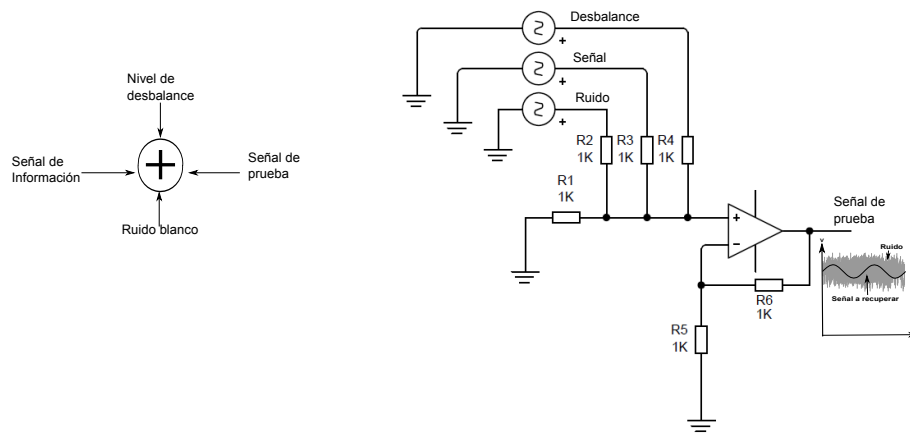 Nivel de
desbalance
Señal de
Información
Señal de
prueba
Ruido blanco
Desbalance
+
Señal
+
Ruido
+
R2
1K
R3
1K
R4
1K
R1
1K
+
−
R6
1K
R5
1K
Señal de
prueba
v
Ruido
Señal a recuperar